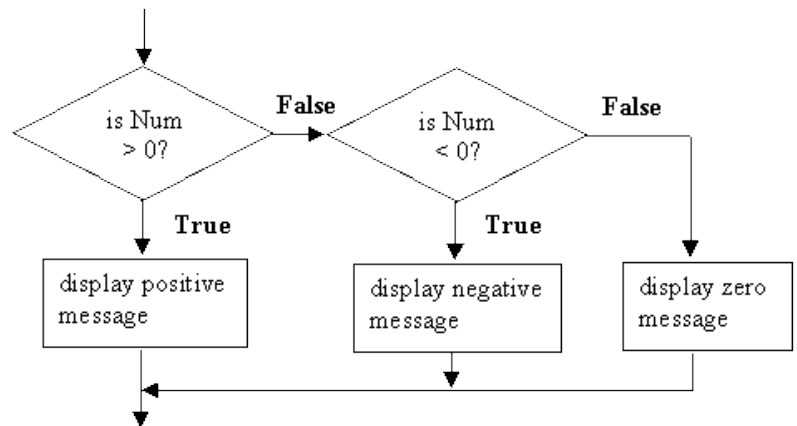 is Num
> 0?
False
is Num
< 0?
False
True
True
display positive
message
display negative
message
display zero
message